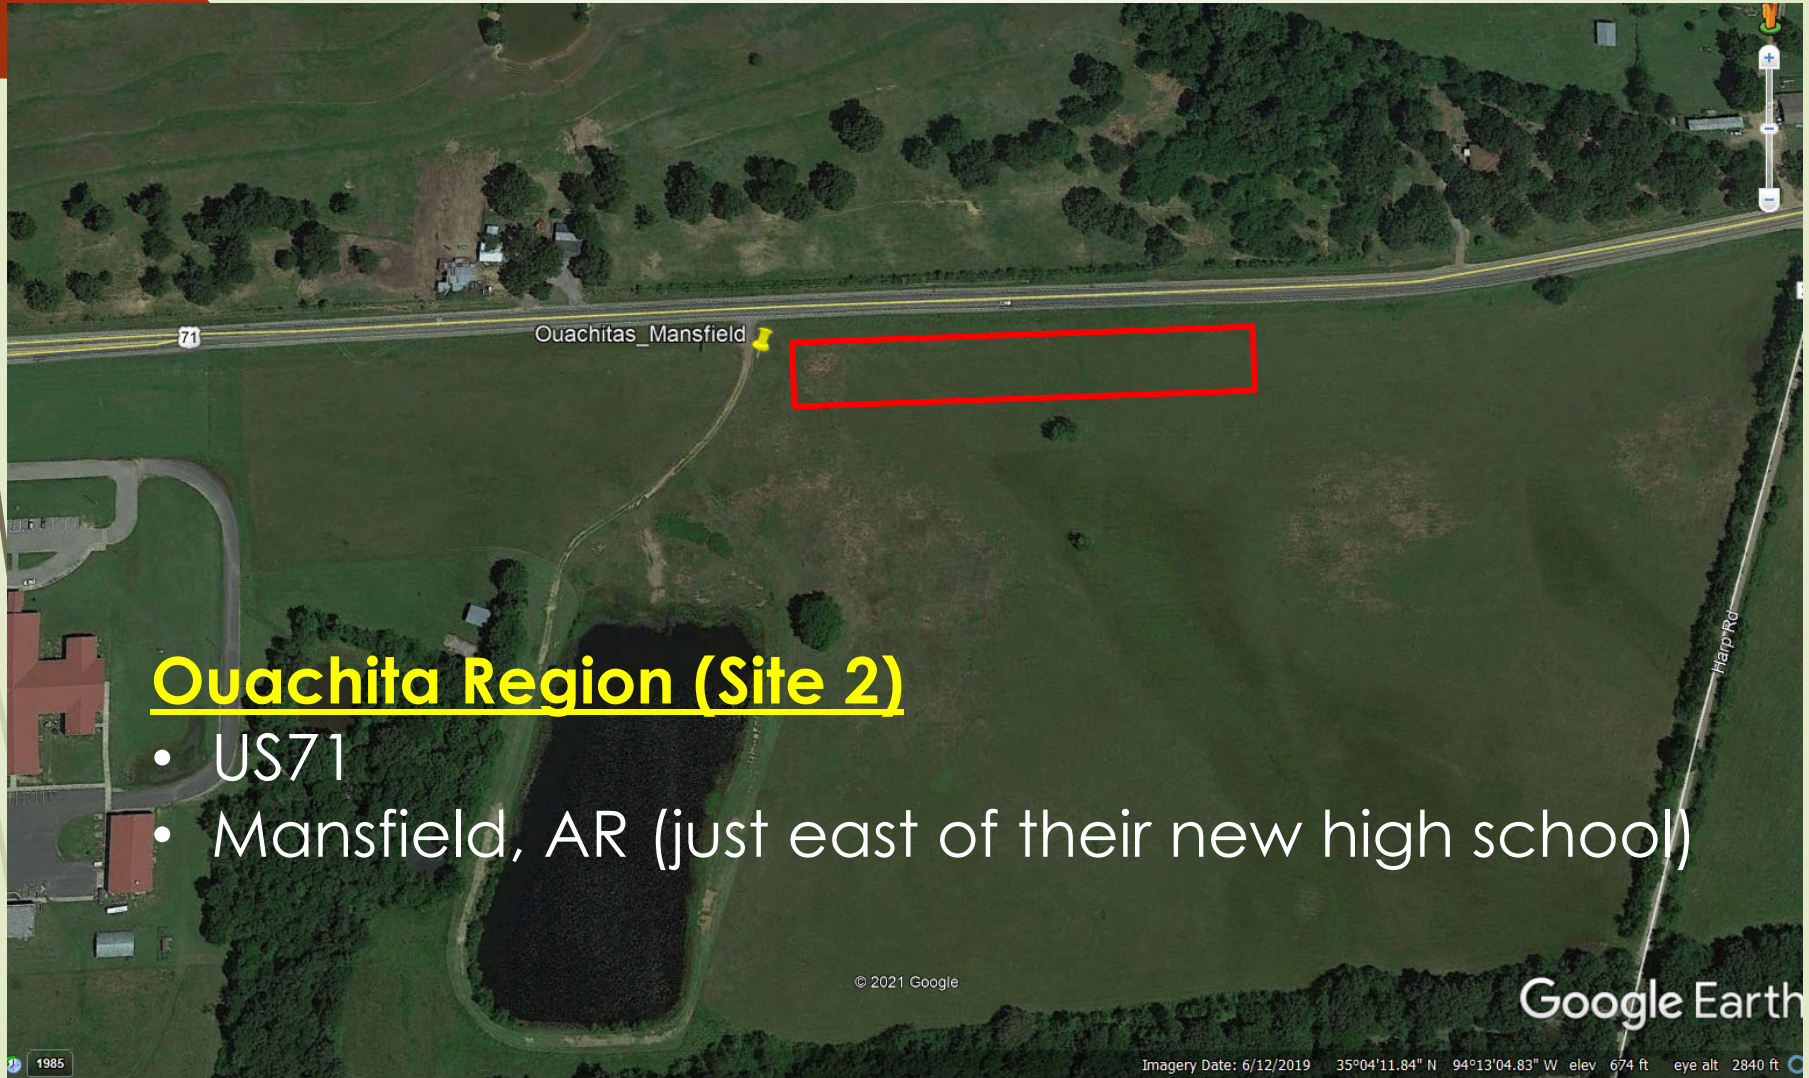 71
Ouachitas_Mansfield
Harp Rd
Ouachita Region (Site 2)
• US71
• Mansfield, AR (just east of their new high school)
© 2021 Google
Google Earth
1985
Imagery Date: 6/12/2019 35°04'11.84" N 94°13'04.83" W elev 674 ft eye alt 2840 ft